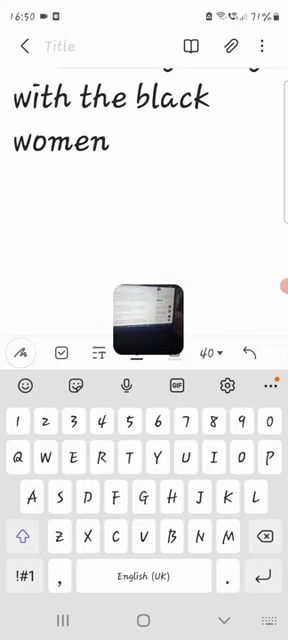 16:50
71%
Title
with the black
women
40
GIF
1 2 3 4 5 6 7 8 9 0
Q W E R T Y U I O P
A S D F G H J K L
Z X C V B N M
!#1 , English (UK) .